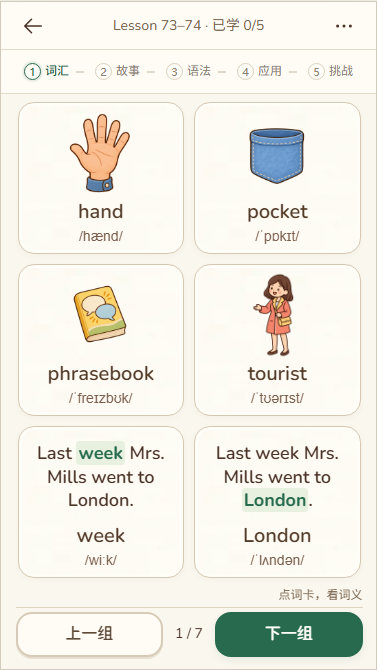 Lesson 73–74 · 已学 0/5
1 词汇 – 2 故事 – 3 语法 – 4 应用 – 5 挑战
hand
/hænd/
pocket
/ˈpɒkɪt/
phrasebook
/ˈfreɪzbʊk/
tourist
/ˈtʊərɪst/
Last week Mrs.
Mills went to
London.
week
/wiːk/
Last week Mrs.
Mills went to
London.
London
/ˈlʌndən/
点词卡，看词义
上一组
1 / 7
下一组